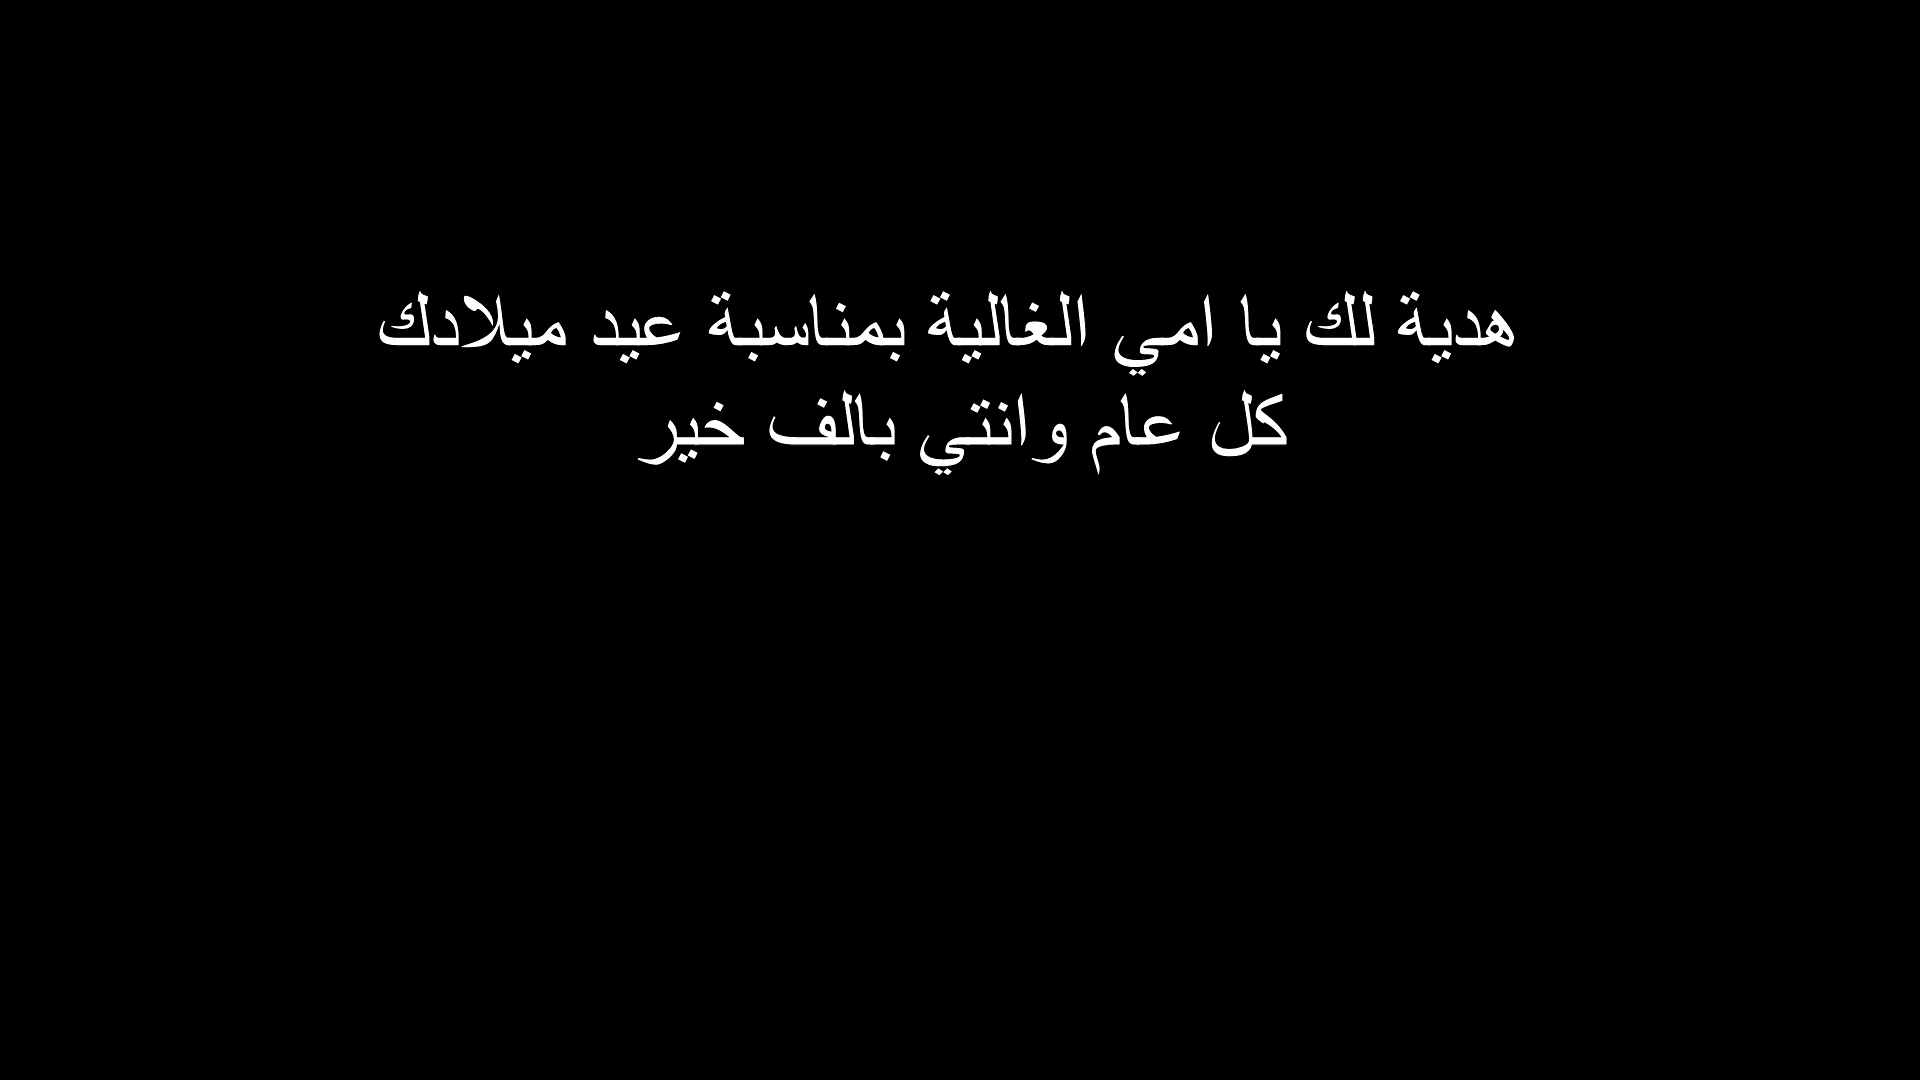 هدية لك يا امي الغالية بمناسبة عيد ميلادك
كل عام وانتي بالف خير